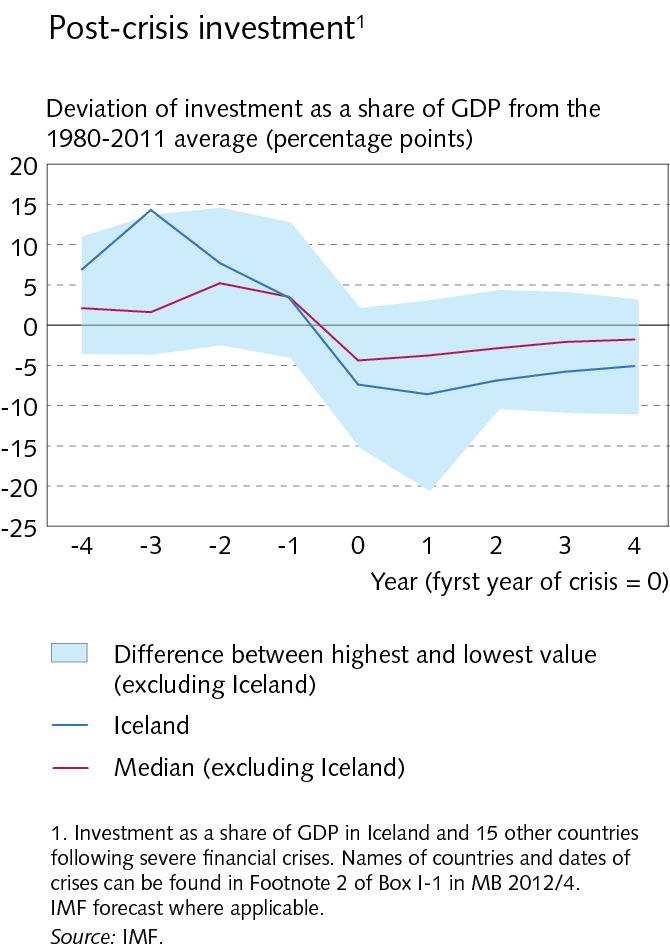 Post-crisis investment¹
Deviation of investment as a share of GDP from the
1980-2011 average (percentage points)
20
15
10
5
0
-5
-10
-15
-20
-25
-4 -3 -2 -1 0 1 2 3 4
Year (fyrst year of crisis = 0)
Difference between highest and lowest value
(excluding Iceland)
Iceland
Median (excluding Iceland)
1. Investment as a share of GDP in Iceland and 15 other countries
following severe financial crises. Names of countries and dates of
crises can be found in Footnote 2 of Box I-1 in MB 2012/4.
IMF forecast where applicable.
Source: IMF.